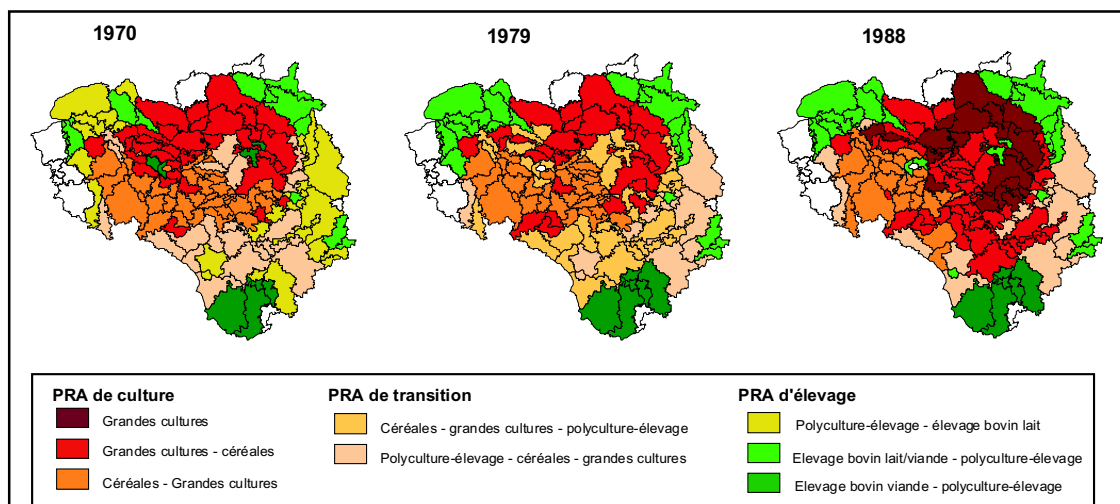 1970
1979
1988
PRA de culture
Grandes cultures
Grandes cultures - céréales
Céréales - Grandes cultures
PRA de transition
Céréales - grandes cultures - polyculture-élevage
Polyculture-élevage - céréales - grandes cultures
PRA d'élevage
Polyculture-élevage - élevage bovin lait
Elevage bovin lait/viande - polyculture-élevage
Elevage bovin viande - polyculture-élevage